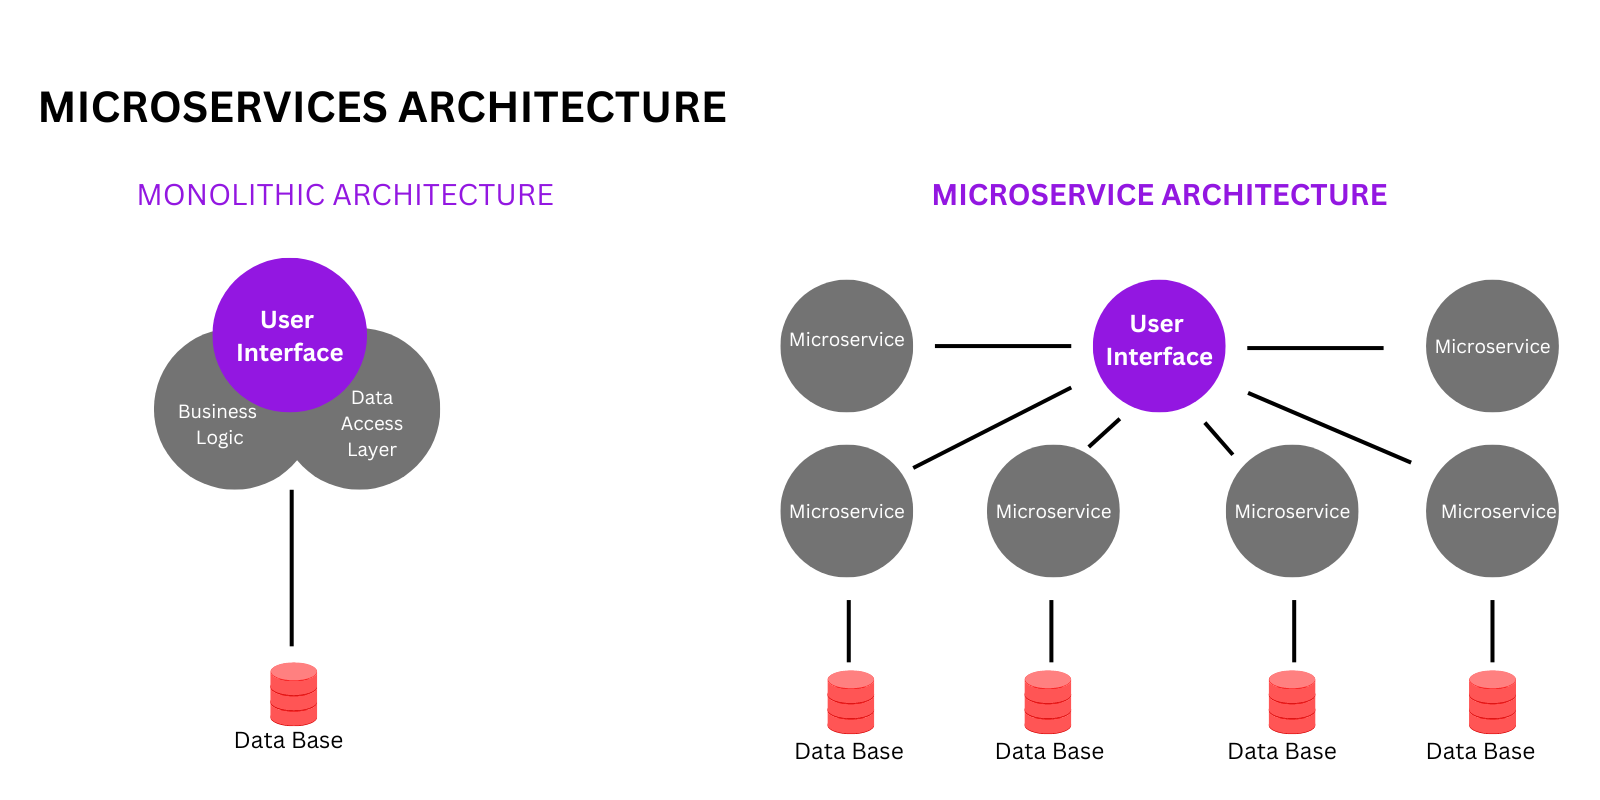 MICROSERVICES ARCHITECTURE
MONOLITHIC ARCHITECTURE
User
Interface
Business
Logic
Data
Access
Layer
Data Base
MICROSERVICE ARCHITECTURE
Microservice
User
Interface
Microservice
Microservice
Microservice
Microservice
Microservice
Data Base
Data Base
Data Base
Data Base